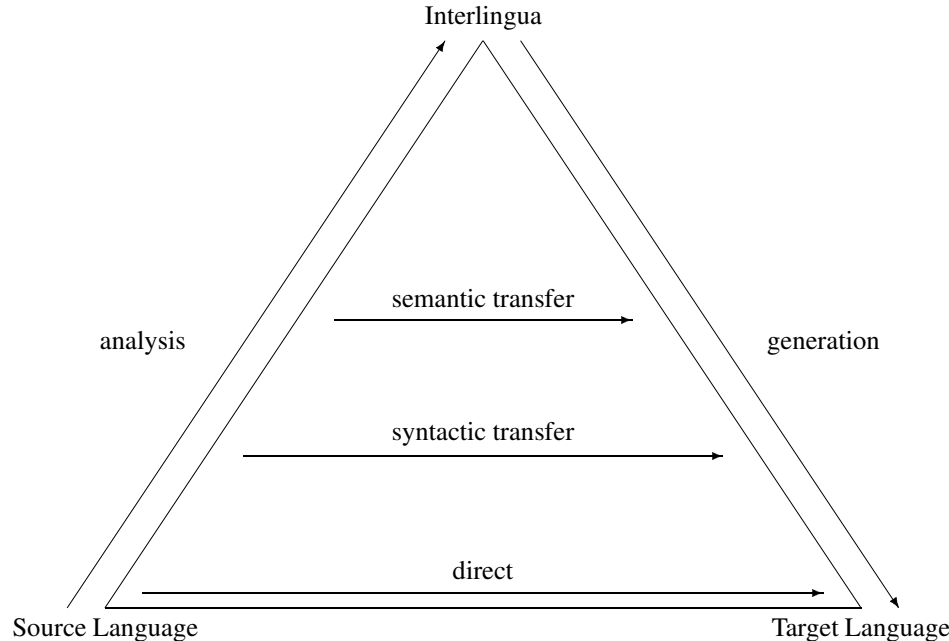 Interlingua
semantic transfer
analysis
generation
syntactic transfer
direct
Source Language
Target Language